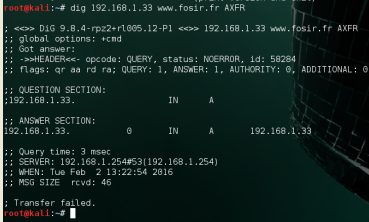 root@kali:~# dig 192.168.1.33 www.fosir.ir AXFR
; <<>> DiG 9.8.4-rpz2+rl005.12-P1 <<>> 192.168.1.33 www.fosir.ir AXFR
;; global options: +cmd
;; Got answer:
;; ->>HEADER<<- opcode: QUERY, status: NOERROR, id: 58284
;; flags: qr aa rd ra; QUERY: 1, ANSWER: 1, AUTHORITY: 0, ADDITIONAL: 0
;; QUESTION SECTION:
;192.168.1.33. IN A
;; ANSWER SECTION:
192.168.1.33. 0 IN A 192.168.1.33
;; Query time: 3 msec
;; SERVER: 192.168.1.254#53(192.168.1.254)
;; WHEN: Tue Feb 2 13:22:54 2016
;; MSG SIZE rcvd: 46
; Transfer failed.
root@kali:~#